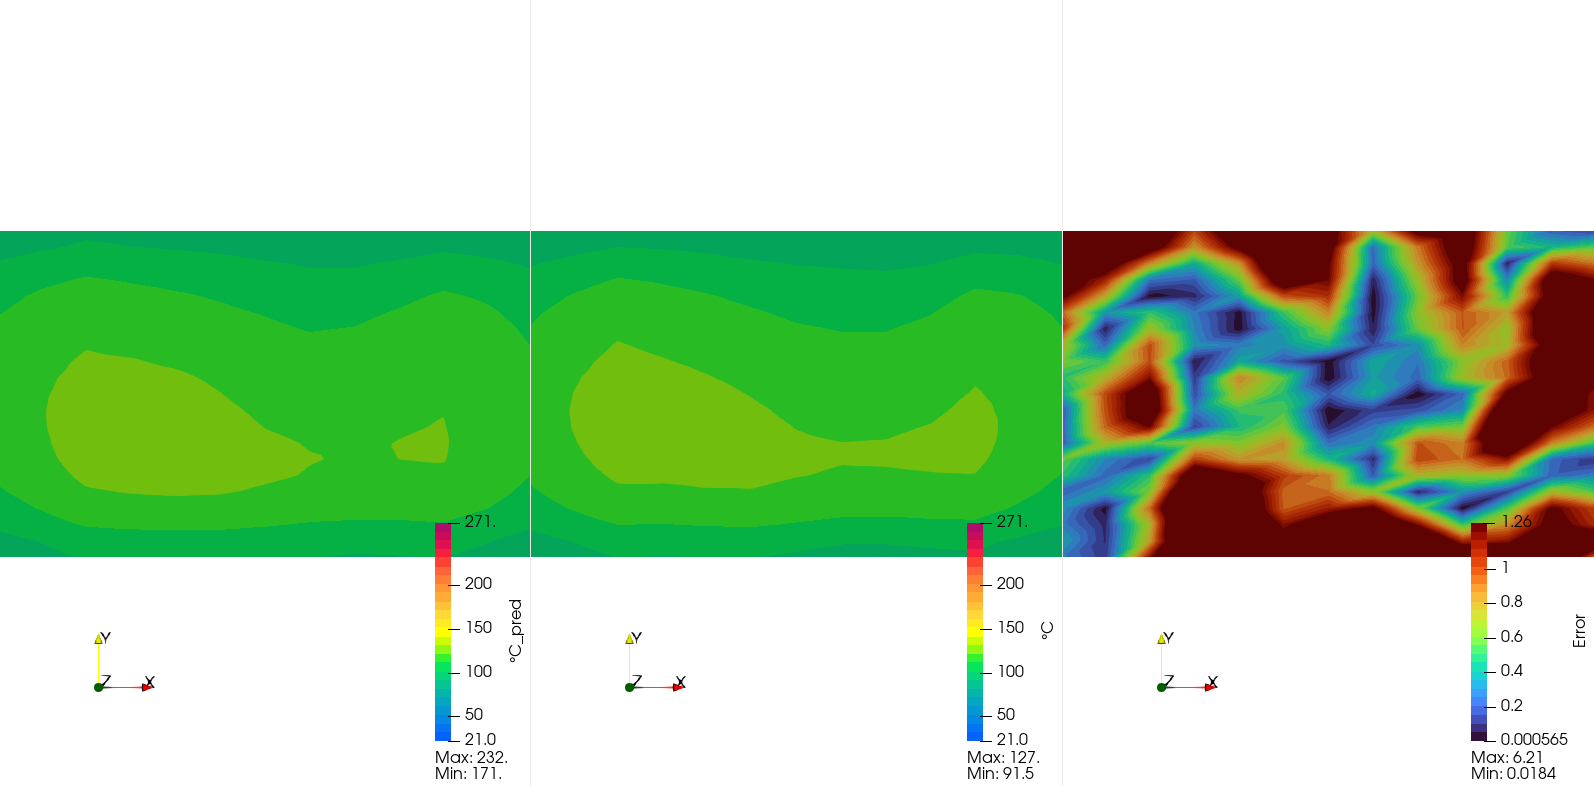 271.
200
150
100
50
21.0
°C_pred
Max: 232.
Min: 171.
Y
Z
X
271.
200
150
100
50
21.0
°C
Max: 127.
Min: 91.5
Y
Z
X
1.26
1
0.8
0.6
0.4
0.2
0.000565
Error
Max: 6.21
Min: 0.0184
Y
Z
X